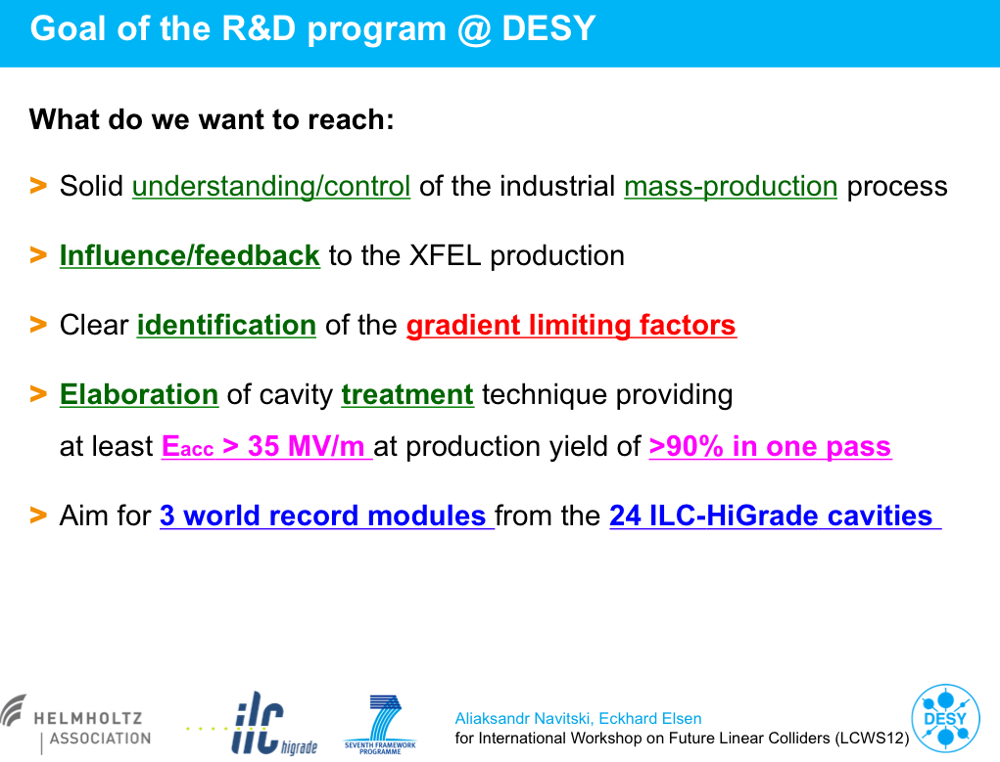 Goal of the R&D program @ DESY
What do we want to reach:
> Solid understanding/control of the industrial mass-production process
> Influence/feedback to the XFEL production
> Clear identification of the gradient limiting factors
> Elaboration of cavity treatment technique providing
at least Eacc > 35 MV/m at production yield of >90% in one pass
> Aim for 3 world record modules from the 24 ILC-HiGrade cavities
HELMHOLTZ
ASSOCIATION
ilc
higrade
7
SEVENTH FRAMEWORK
PROGRAMME
Aliaksandr Navitski, Eckhard Elsen
for International Workshop on Future Linear Colliders (LCWS12)
DESY